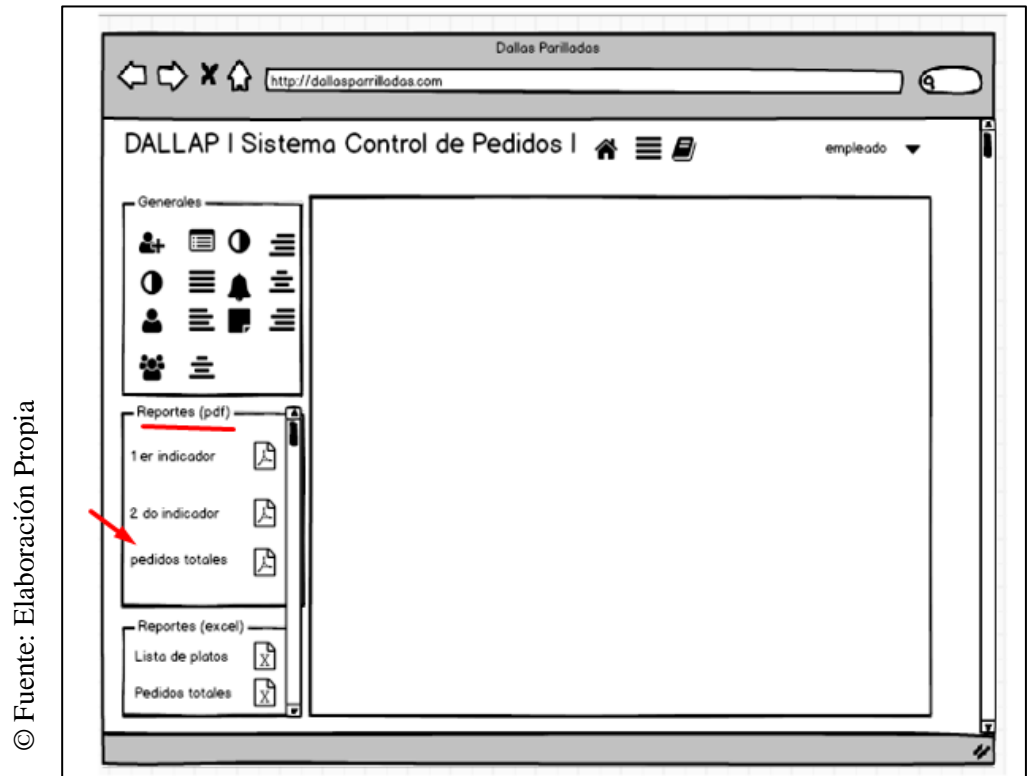 Dallas Parilladas
http://dallasparrilladas.com
DALLAP | Sistema Control de Pedidos |
empleado
Generales
Reportes (pdf)
1 er indicador
2 do indicador
pedidos totales
Reportes (excel)
Lista de platos
Pedidos totales
© Fuente: Elaboración Propia